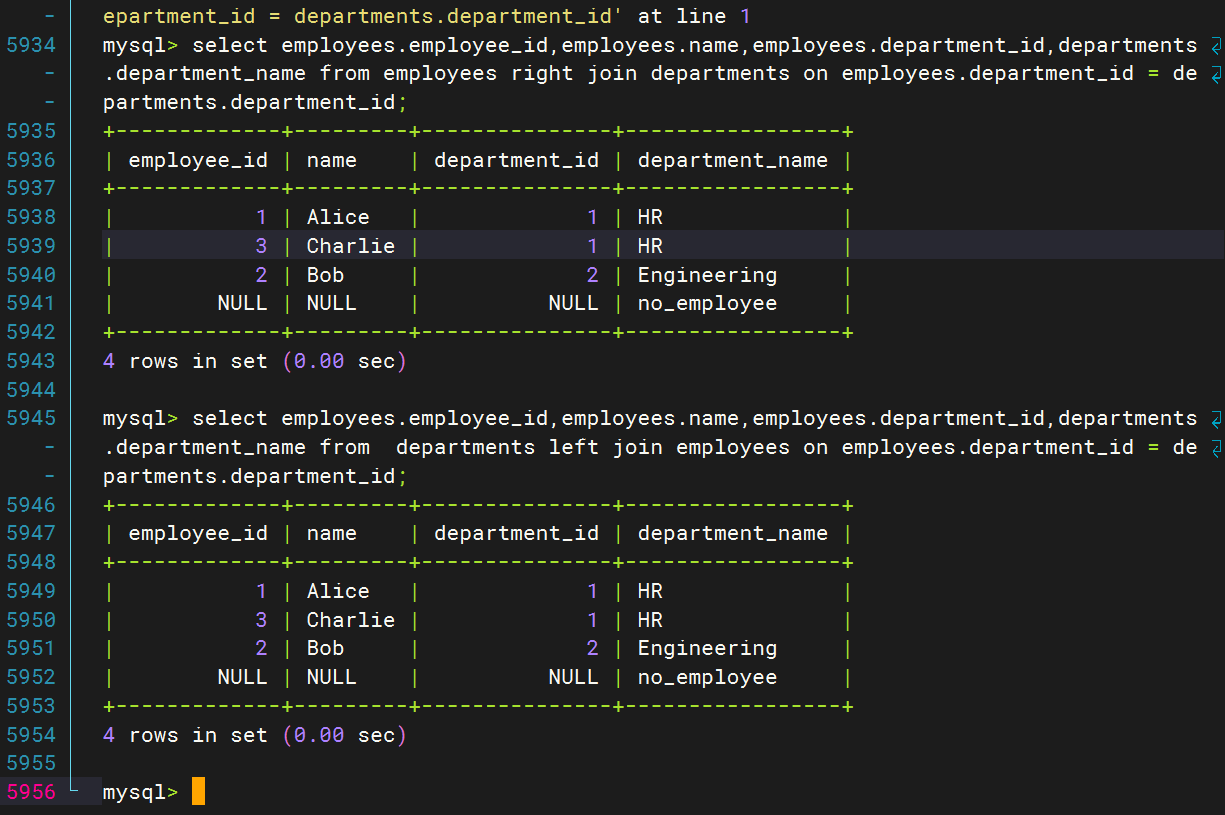 - epartment_id = departments.department_id' at line 1
5934 mysql> select employees.employee_id,employees.name,employees.department_id,departments
- .department_name from employees right join departments on employees.department_id = de
- partments.department_id;
5935 +-------------+---------+---------------+-----------------+
5936 | employee_id | name    | department_id | department_name |
5937 +-------------+---------+---------------+-----------------+
5938 |           1 | Alice   |             1 | HR              |
5939 |           3 | Charlie |             1 | HR              |
5940 |           2 | Bob     |             2 | Engineering     |
5941 |        NULL | NULL    |          NULL | no_employee     |
5942 +-------------+---------+---------------+-----------------+
5943 4 rows in set (0.00 sec)
5944
5945 mysql> select employees.employee_id,employees.name,employees.department_id,departments
- .department_name from  departments left join employees on employees.department_id = de
- partments.department_id;
5946 +-------------+---------+---------------+-----------------+
5947 | employee_id | name    | department_id | department_name |
5948 +-------------+---------+---------------+-----------------+
5949 |           1 | Alice   |             1 | HR              |
5950 |           3 | Charlie |             1 | HR              |
5951 |           2 | Bob     |             2 | Engineering     |
5952 |        NULL | NULL    |          NULL | no_employee     |
5953 +-------------+---------+---------------+-----------------+
5954 4 rows in set (0.00 sec)
5955
5956 mysql>